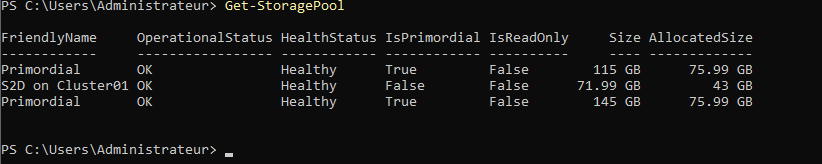 PS C:\Users\Administrateur> Get-StoragePool
FriendlyName OperationalStatus HealthStatus IsPrimordial IsReadOnly Size AllocatedSize
------------ ----------------- ------------ ------------ ---------- ---- -------------
Primordial OK Healthy True False 115 GB 75.99 GB
S2D on Cluster01 OK Healthy False False 71.99 GB 43 GB
Primordial OK Healthy True False 145 GB 75.99 GB
PS C:\Users\Administrateur> _